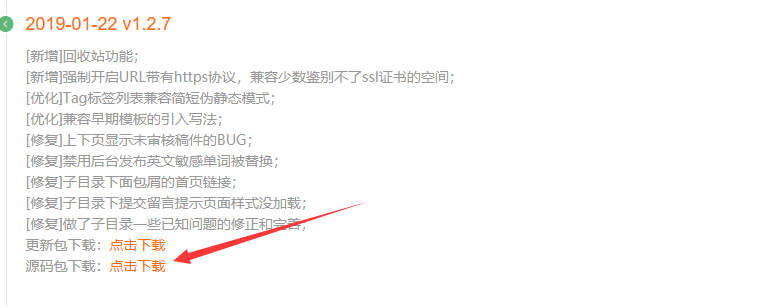 2019-01-22 v1.2.7
[新增]回收站功能；
[新增]强制开启URL带有https协议，兼容少数鉴别不了ssl证书的空间；
[优化]Tag标签列表兼容简短伪静态模式；
[优化]兼容早期模板的引入写法；
[修复]上下页显示未审核稿件的BUG；
[修复]禁用后台发布英文敏感单词被替换；
[修复]子目录下面包屑的首页链接；
[修复]子目录下提交留言提示页面样式没加载；
[修复]做了子目录一些已知问题的修正和完善；
更新包下载：点击下载
源码包下载：点击下载